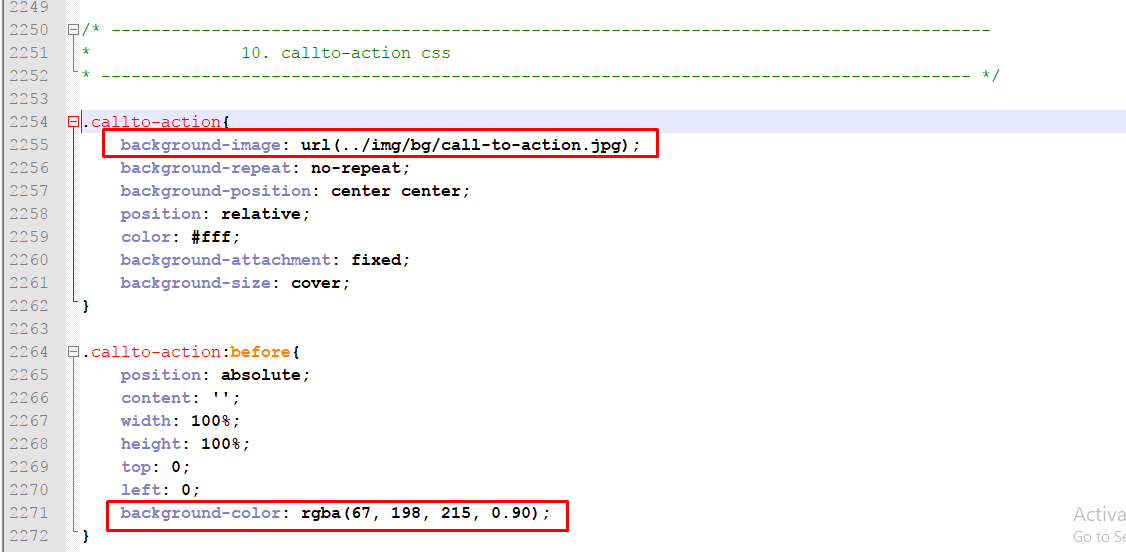 2249
2250 /* ----------------------------------------------------------------------------------------
2251 * 10. callto-action css
2252 * --------------------------------------------------------------------------------------- */
2253
2254 .callto-action{
2255 background-image: url(../img/bg/call-to-action.jpg);
2256 background-repeat: no-repeat;
2257 background-position: center center;
2258 position: relative;
2259 color: #fff;
2260 background-attachment: fixed;
2261 background-size: cover;
2262 }
2263
2264 .callto-action:before{
2265 position: absolute;
2266 content: '';
2267 width: 100%;
2268 height: 100%;
2269 top: 0;
2270 left: 0;
2271 background-color: rgba(67, 198, 215, 0.90);
2272 }
Activa
Go to Se